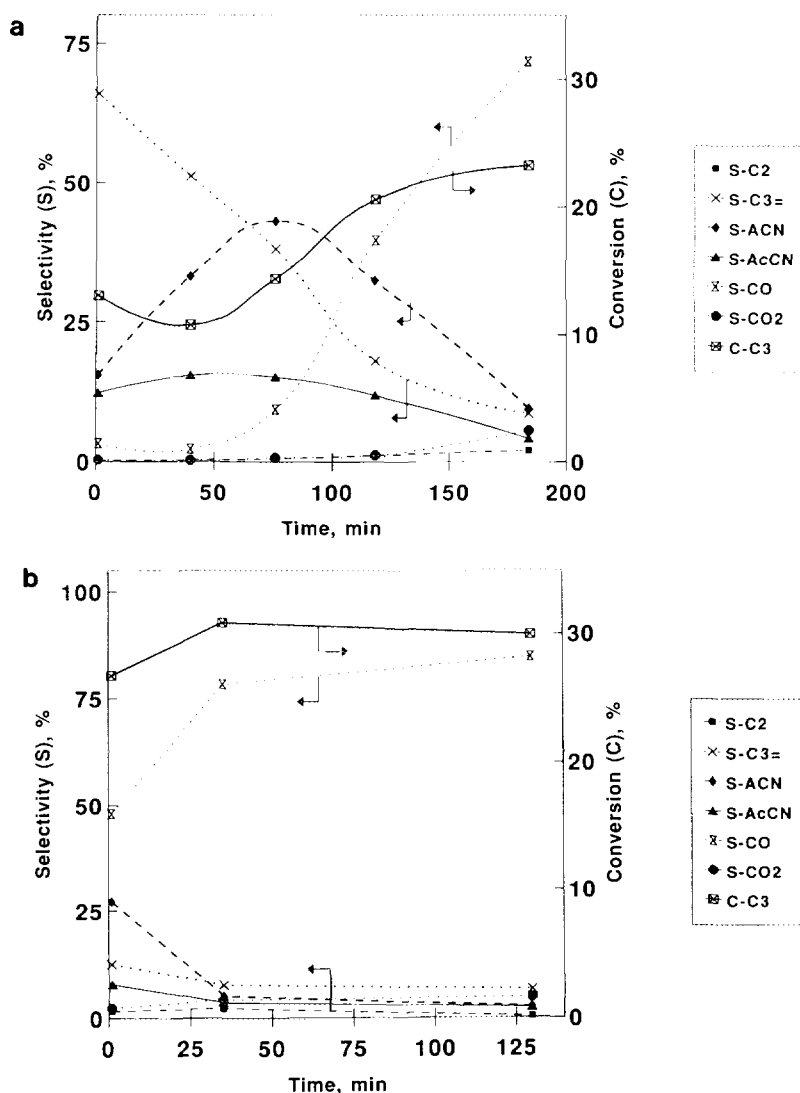 a
75
50
25
0
Selectivity (S), %
30
20
10
0
Conversion (C), %
0 50 100 150 200
Time, min
S-C2
S-C3=
S-ACN
S-AcCN
S-CO
S-CO2
C-C3
b
100
75
50
25
0
Selectivity (S), %
30
20
10
0
Conversion (C), %
0 25 50 75 100 125
Time, min
S-C2
S-C3=
S-ACN
S-AcCN
S-CO
S-CO2
C-C3